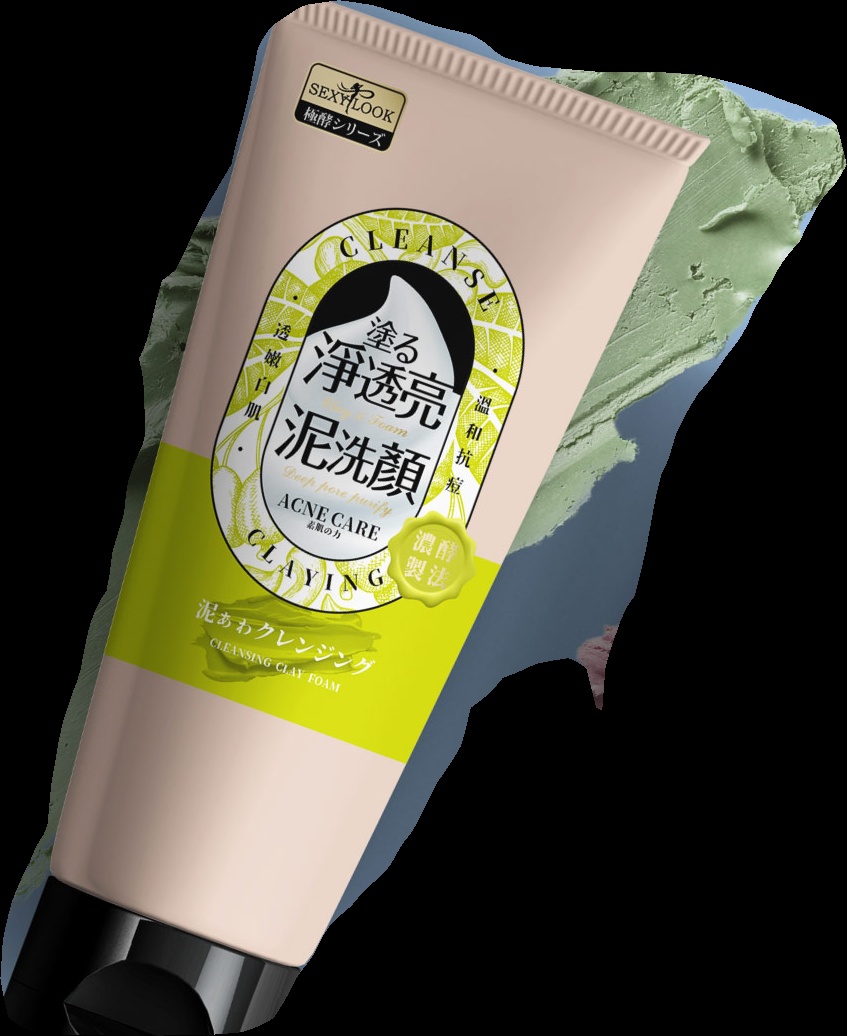 SEXYLOOK
極酵シリーズ
CLEANSE
透嫩白肌
溫和抗痘
塗る
淨透亮
Clay & Foam
泥洗顏
Deep pore purify
ACNE CARE
素肌の力
CLAYING
濃酵
製法
泥あわクレンジング
CLEANSING CLAY FOAM